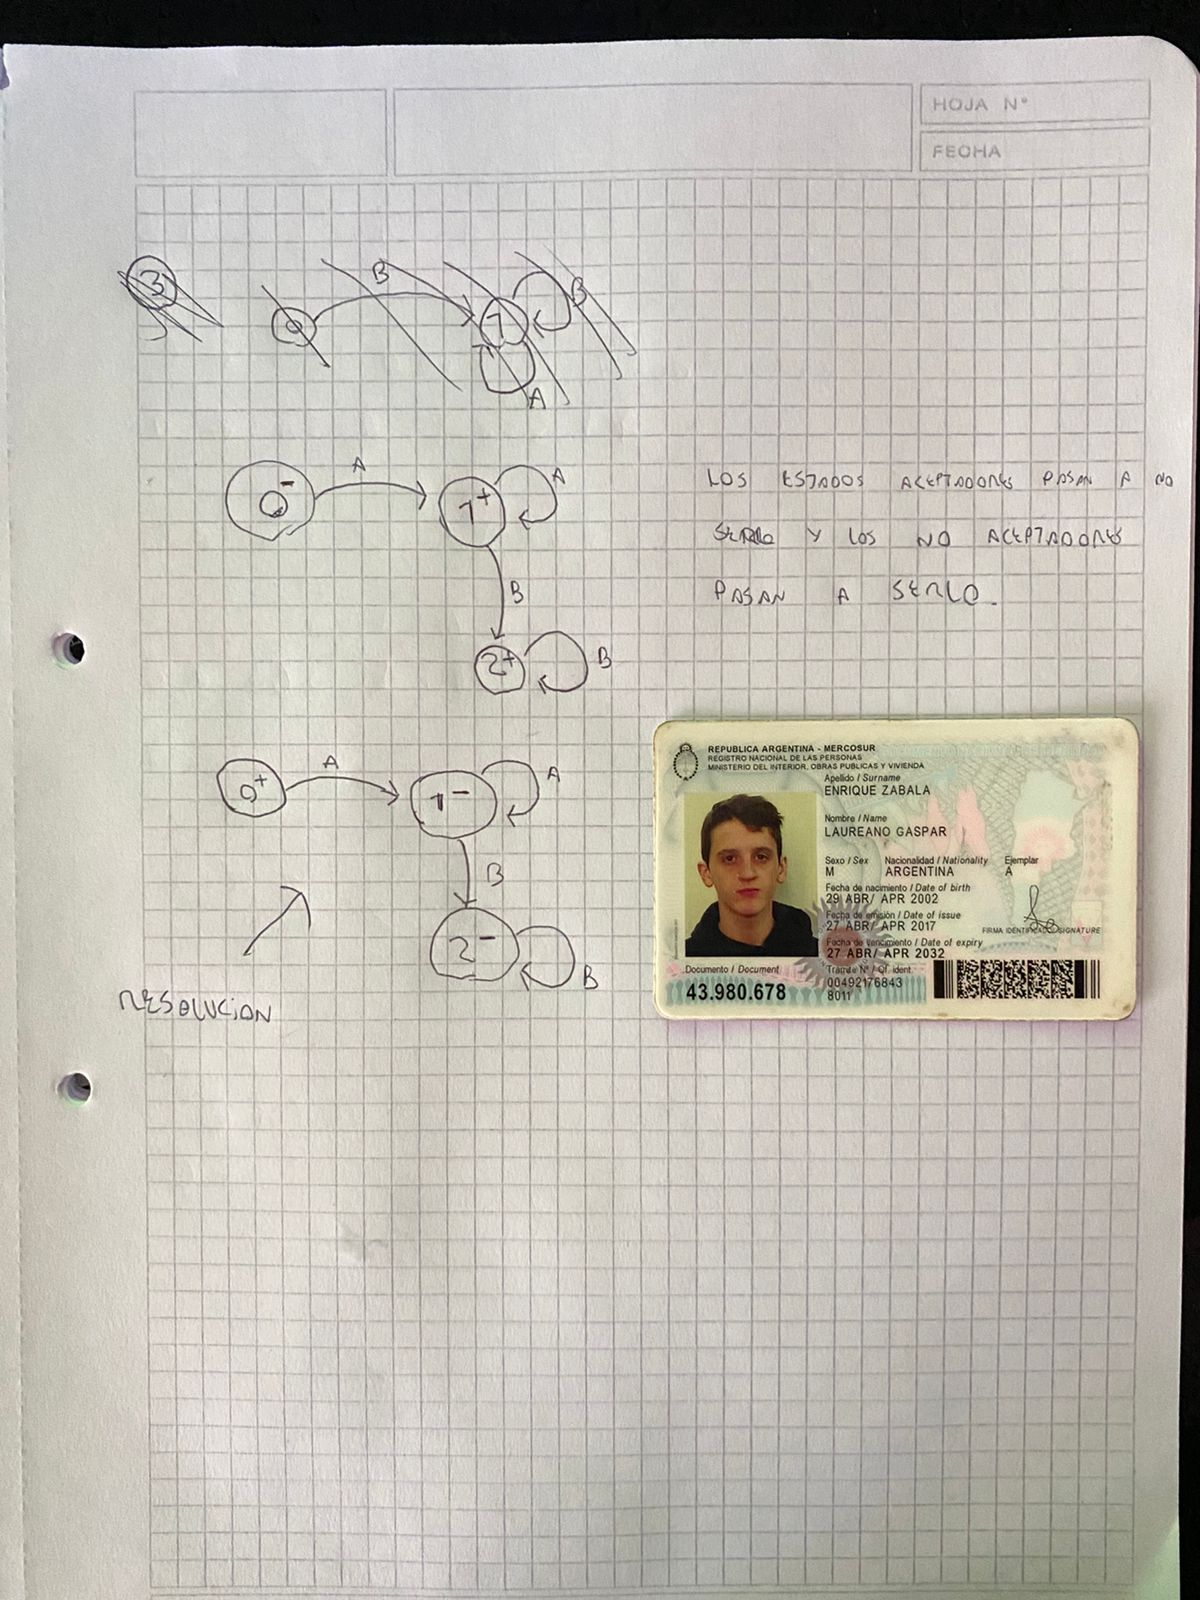 HOJA N°
FECHA
3
B
0
1
B
A
0-
A
1+
A
B
2+
B
LOS ESTADOS ACEPTADORES PASAN A NO
SERLO Y LOS NO ACEPTADORES
PASAN A SERLO.
0+
A
1-
A
B
2-
B
RESOLUCION
REPUBLICA ARGENTINA - MERCOSUR
REGISTRO NACIONAL DE LAS PERSONAS
MINISTERIO DEL INTERIOR, OBRAS PUBLICAS Y VIVIENDA
Apellido / Surname
ENRIQUE ZABALA
Nombre / Name
LAUREANO GASPAR
Sexo / Sex Nacionalidad / Nationality Ejemplar
M ARGENTINA A
Fecha de nacimiento / Date of birth
29 ABR/ APR 2002
Fecha de emisión / Date of issue
27 ABR/ APR 2017
FIRMA IDENTIFICADO/SIGNATURE
Fecha de vencimiento / Date of expiry
27 ABR/ APR 2032
Documento / Document
43.980.678
Trámite N° / Of. ident.
00492176843
8011